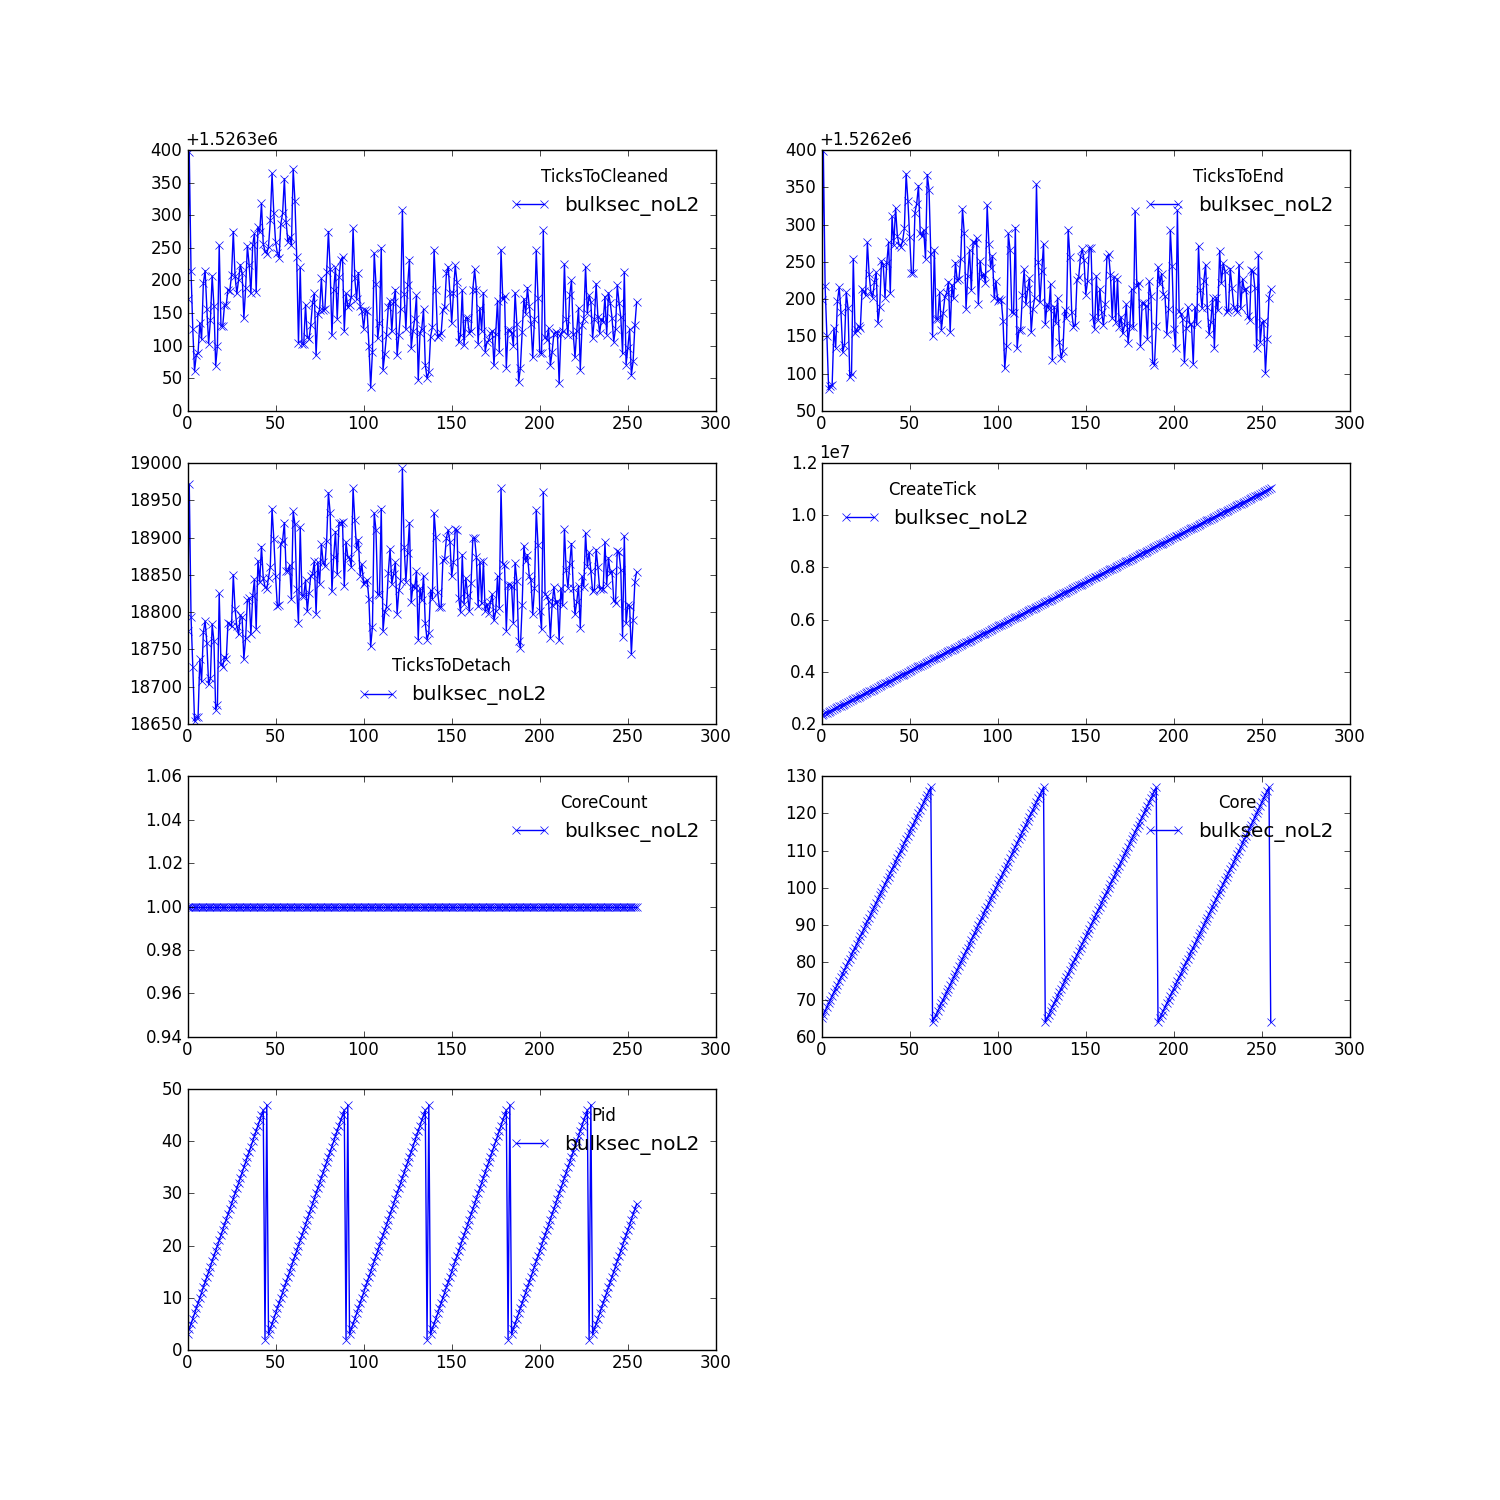 +1.5263e6
400
350
300
250
200
150
100
50
0
TicksToCleaned
bulksec_noL2
0 50 100 150 200 250 300
+1.5262e6
400
350
300
250
200
150
100
50
TicksToEnd
bulksec_noL2
0 50 100 150 200 250 300
19000
18950
18900
18850
18800
18750
18700
18650
TicksToDetach
bulksec_noL2
0 50 100 150 200 250 300
1e7
1.2
1.0
0.8
0.6
0.4
0.2
CreateTick
bulksec_noL2
0 50 100 150 200 250 300
1.06
1.04
1.02
1.00
0.98
0.96
0.94
CoreCount
bulksec_noL2
0 50 100 150 200 250 300
130
120
110
100
90
80
70
60
Core
bulksec_noL2
0 50 100 150 200 250 300
50
40
30
20
10
0
Pid
bulksec_noL2
0 50 100 150 200 250 300